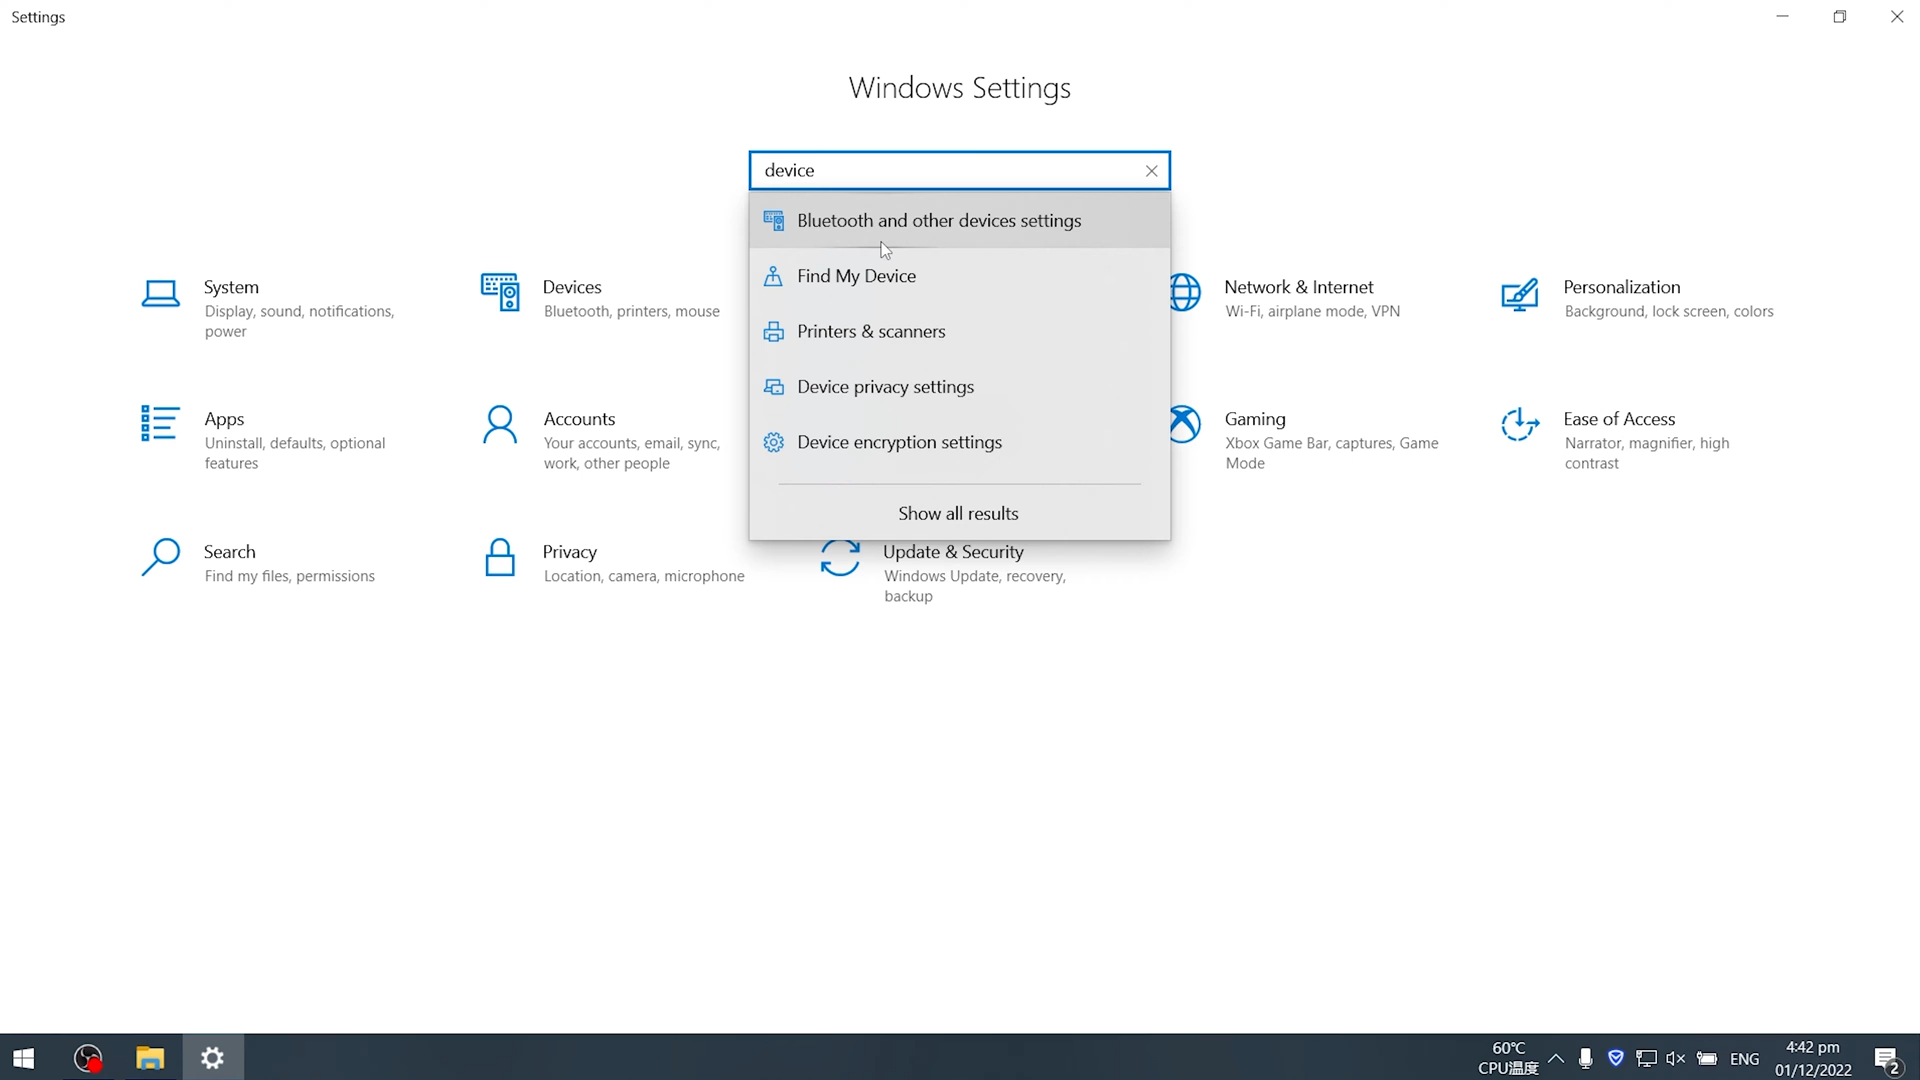 Settings
Windows Settings
device
Bluetooth and other devices settings
Find My Device
Printers & scanners
Device privacy settings
Device encryption settings
Show all results
System
Display, sound, notifications,
power
Devices
Bluetooth, printers, mouse
Network & Internet
Wi-Fi, airplane mode, VPN
Personalization
Background, lock screen, colors
Apps
Uninstall, defaults, optional
features
Accounts
Your accounts, email, sync,
work, other people
Gaming
Xbox Game Bar, captures, Game
Mode
Ease of Access
Narrator, magnifier, high
contrast
Search
Find my files, permissions
Privacy
Location, camera, microphone
Update & Security
Windows Update, recovery,
backup
60℃
CPU温度
ENG
4:42 pm
01/12/2022
2